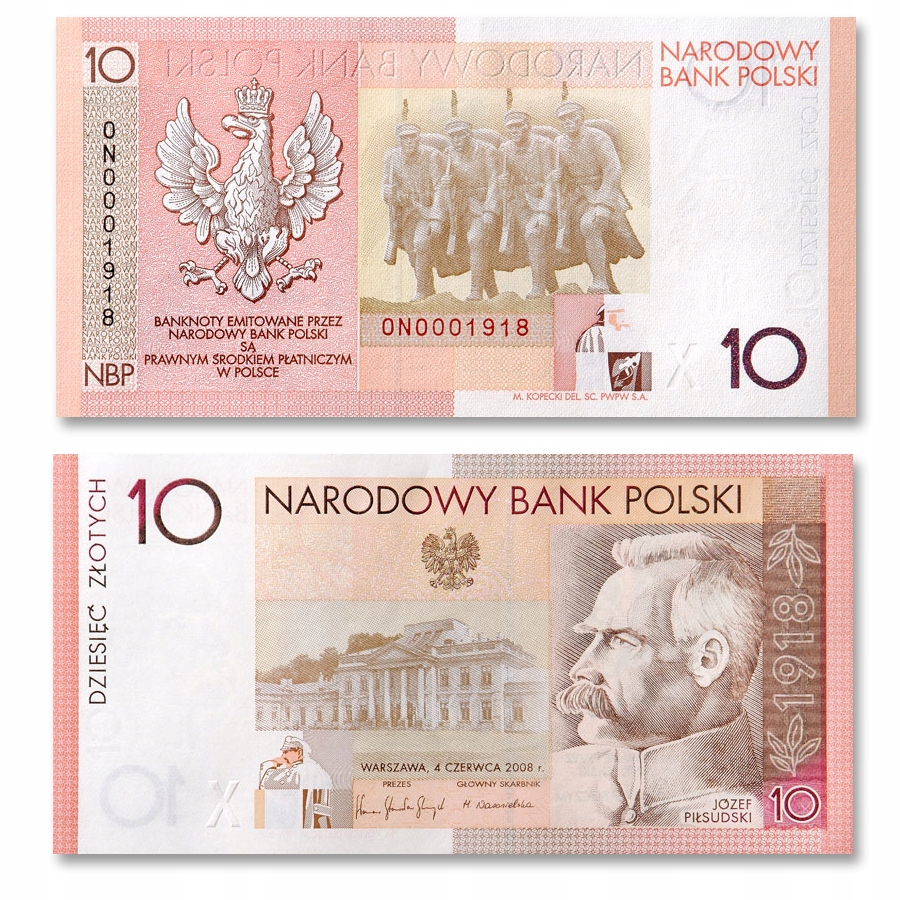 10
NARODOWY BANK POLSKI
NARODOWY
BANK POLSKI
0N0001918
BANKNOTY EMITOWANE PRZEZ
NARODOWY BANK POLSKI
SĄ
PRAWNYM ŚRODKIEM PŁATNICZYM
W POLSCE
0N0001918
NBP
X
10
M. KOPECKI DEL. SC. PWPW S.A.
DZIESIĘĆ ZŁOTYCH
10
NARODOWY BANK POLSKI
1918
WARSZAWA, 4 CZERWCA 2008 r.
PREZES GŁÓWNY SKARBNIK
10
X
JÓZEF
PIŁSUDSKI
10